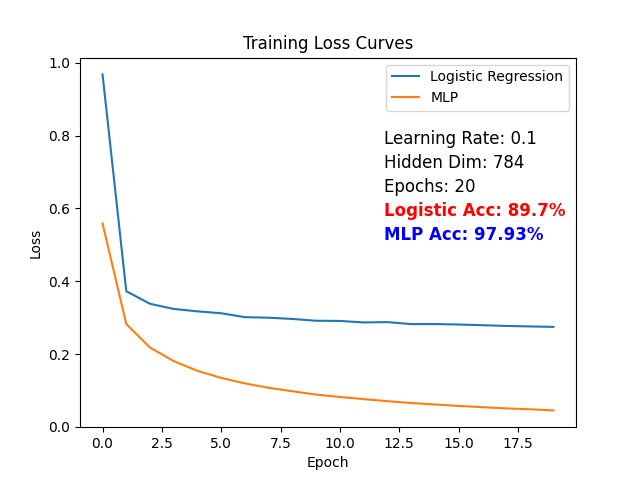 Training Loss Curves
Logistic Regression
MLP
Learning Rate: 0.1
Hidden Dim: 784
Epochs: 20
Logistic Acc: 89.7%
MLP Acc: 97.93%
Loss
1.0
0.8
0.6
0.4
0.2
0.0
0.0 2.5 5.0 7.5 10.0 12.5 15.0 17.5
Epoch